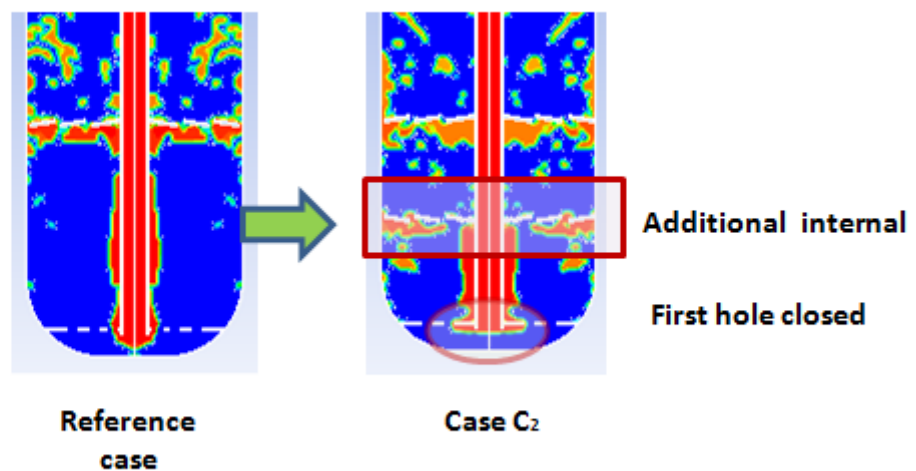 Additional internal
First hole closed
Reference
case
Case C₂